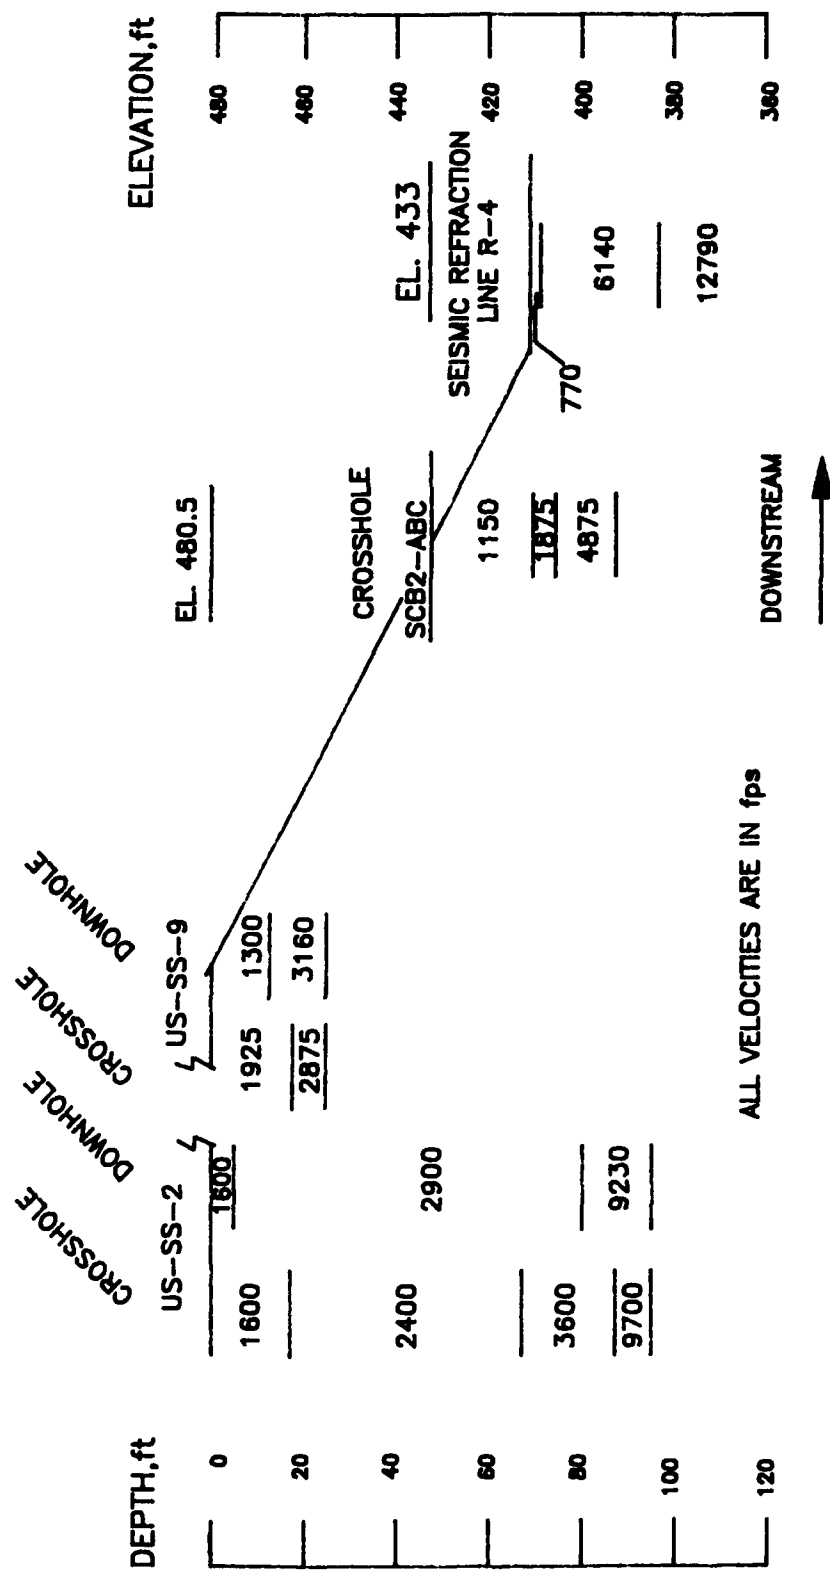 CROSSHOLE
DOWNHOLE
CROSSHOLE
DOWNHOLE
DEPTH,ft
ELEVATION,ft
US-SS-2
US-SS-9
EL. 480.5
0
20
40
60
80
100
120
1600
2400
3600
9700
1600
2900
9230
1925
2875
1300
3160
CROSSHOLE
SCB2-ABC
1150
1875
4875
EL. 433
SEISMIC REFRACTION
LINE R-4
770
6140
12790
480
460
440
420
400
380
360
ALL VELOCITIES ARE IN fps
DOWNSTREAM